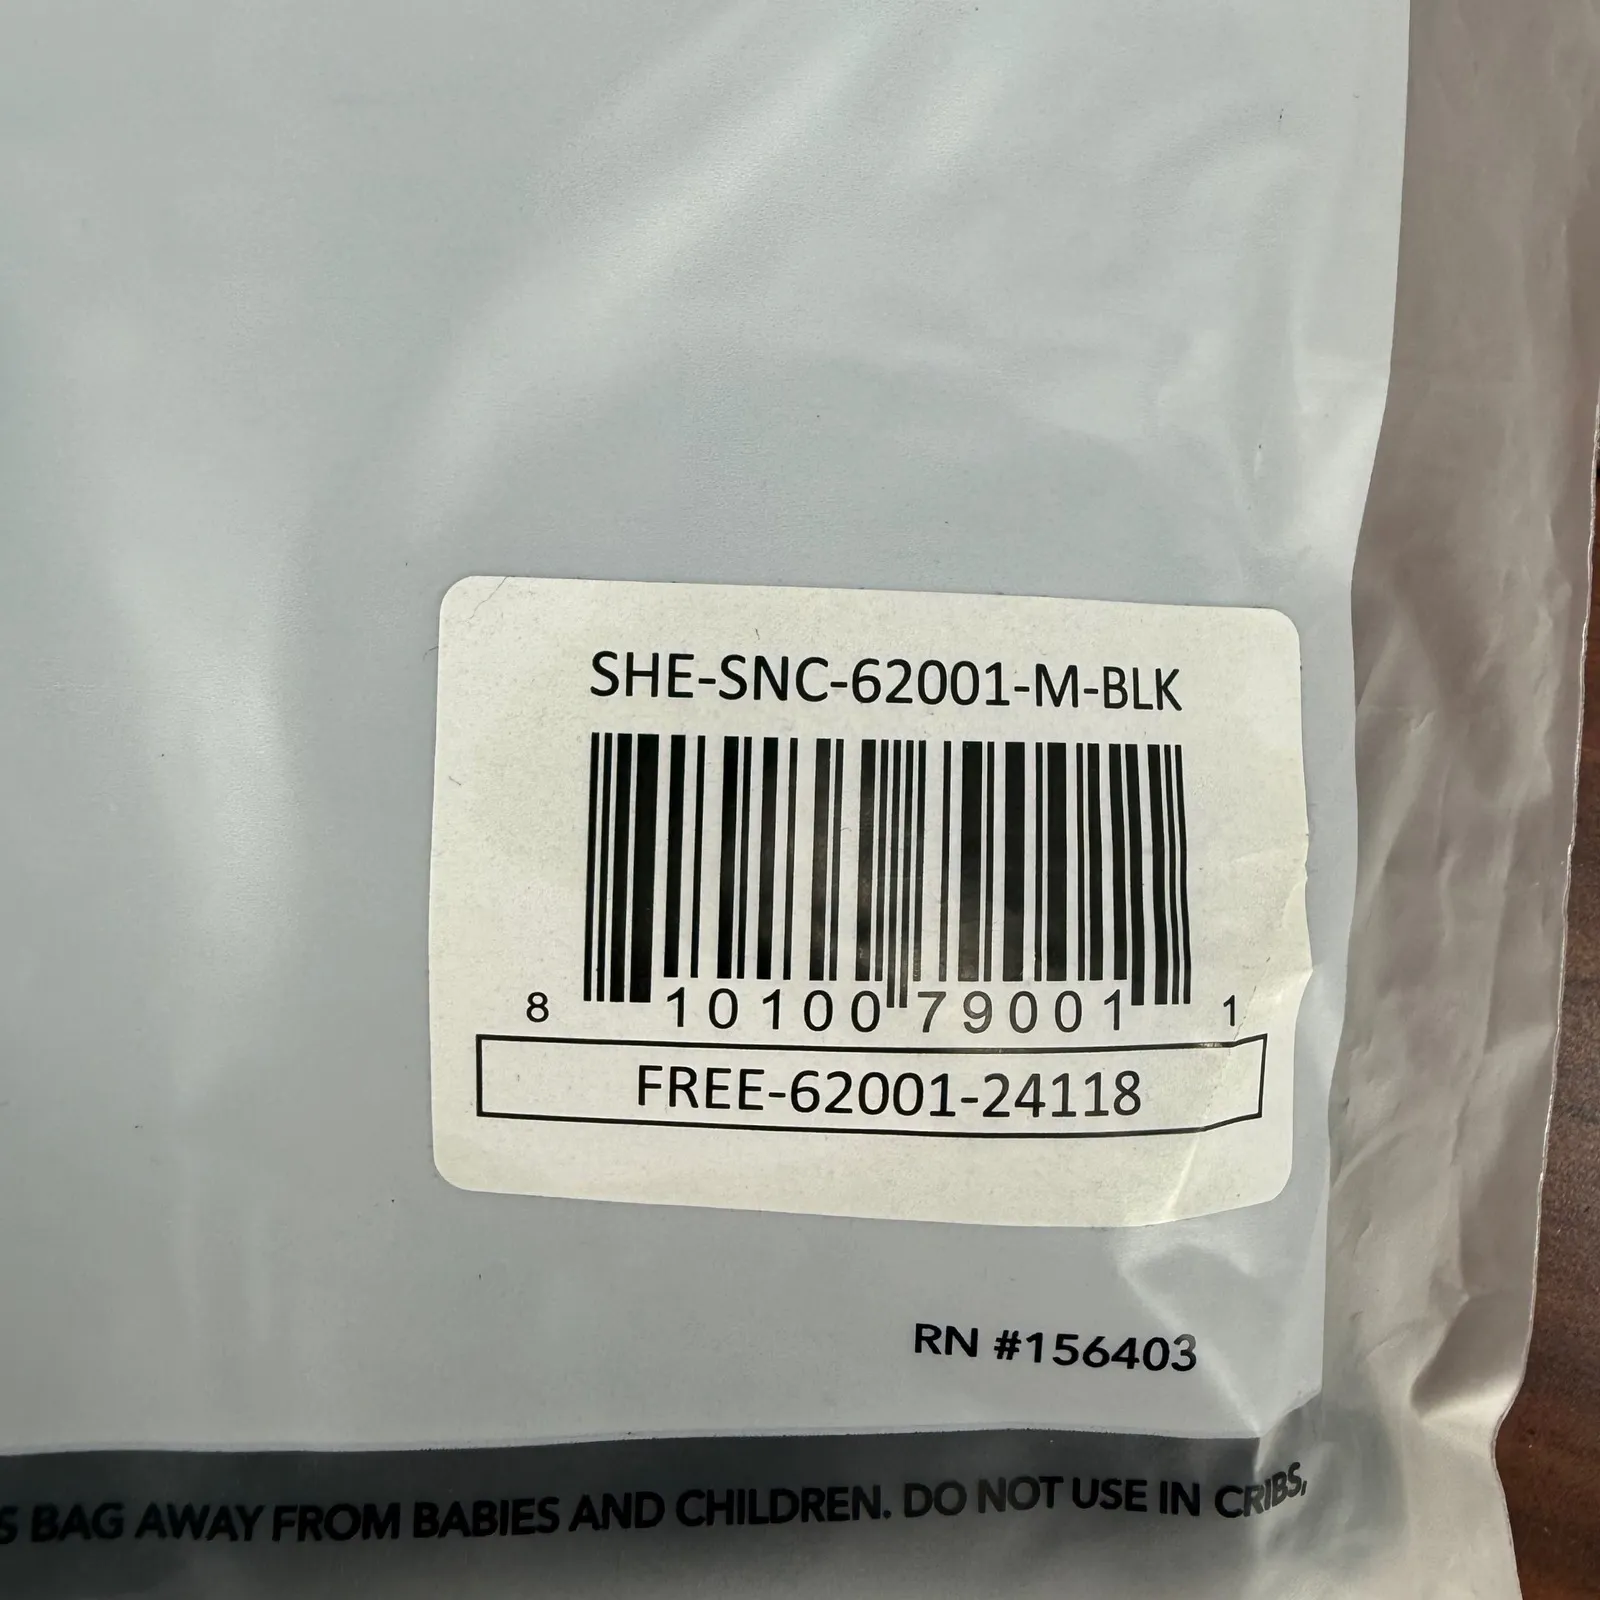 SHE-SNC-62001-M-BLK
8 10100 79001 1
FREE-62001-24118
RN #156403
BAG AWAY FROM BABIES AND CHILDREN. DO NOT USE IN CRIBS,